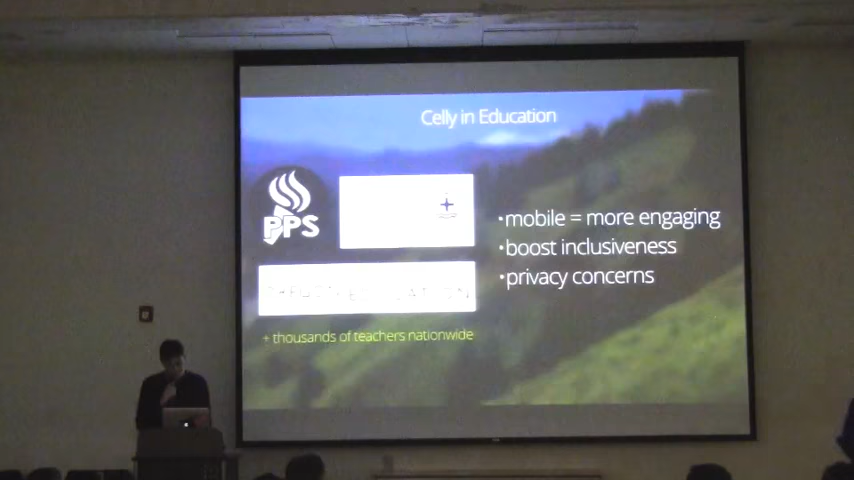 Celly in Education
PPS
•mobile = more engaging
•boost inclusiveness
•privacy concerns
+ thousands of teachers nationwide